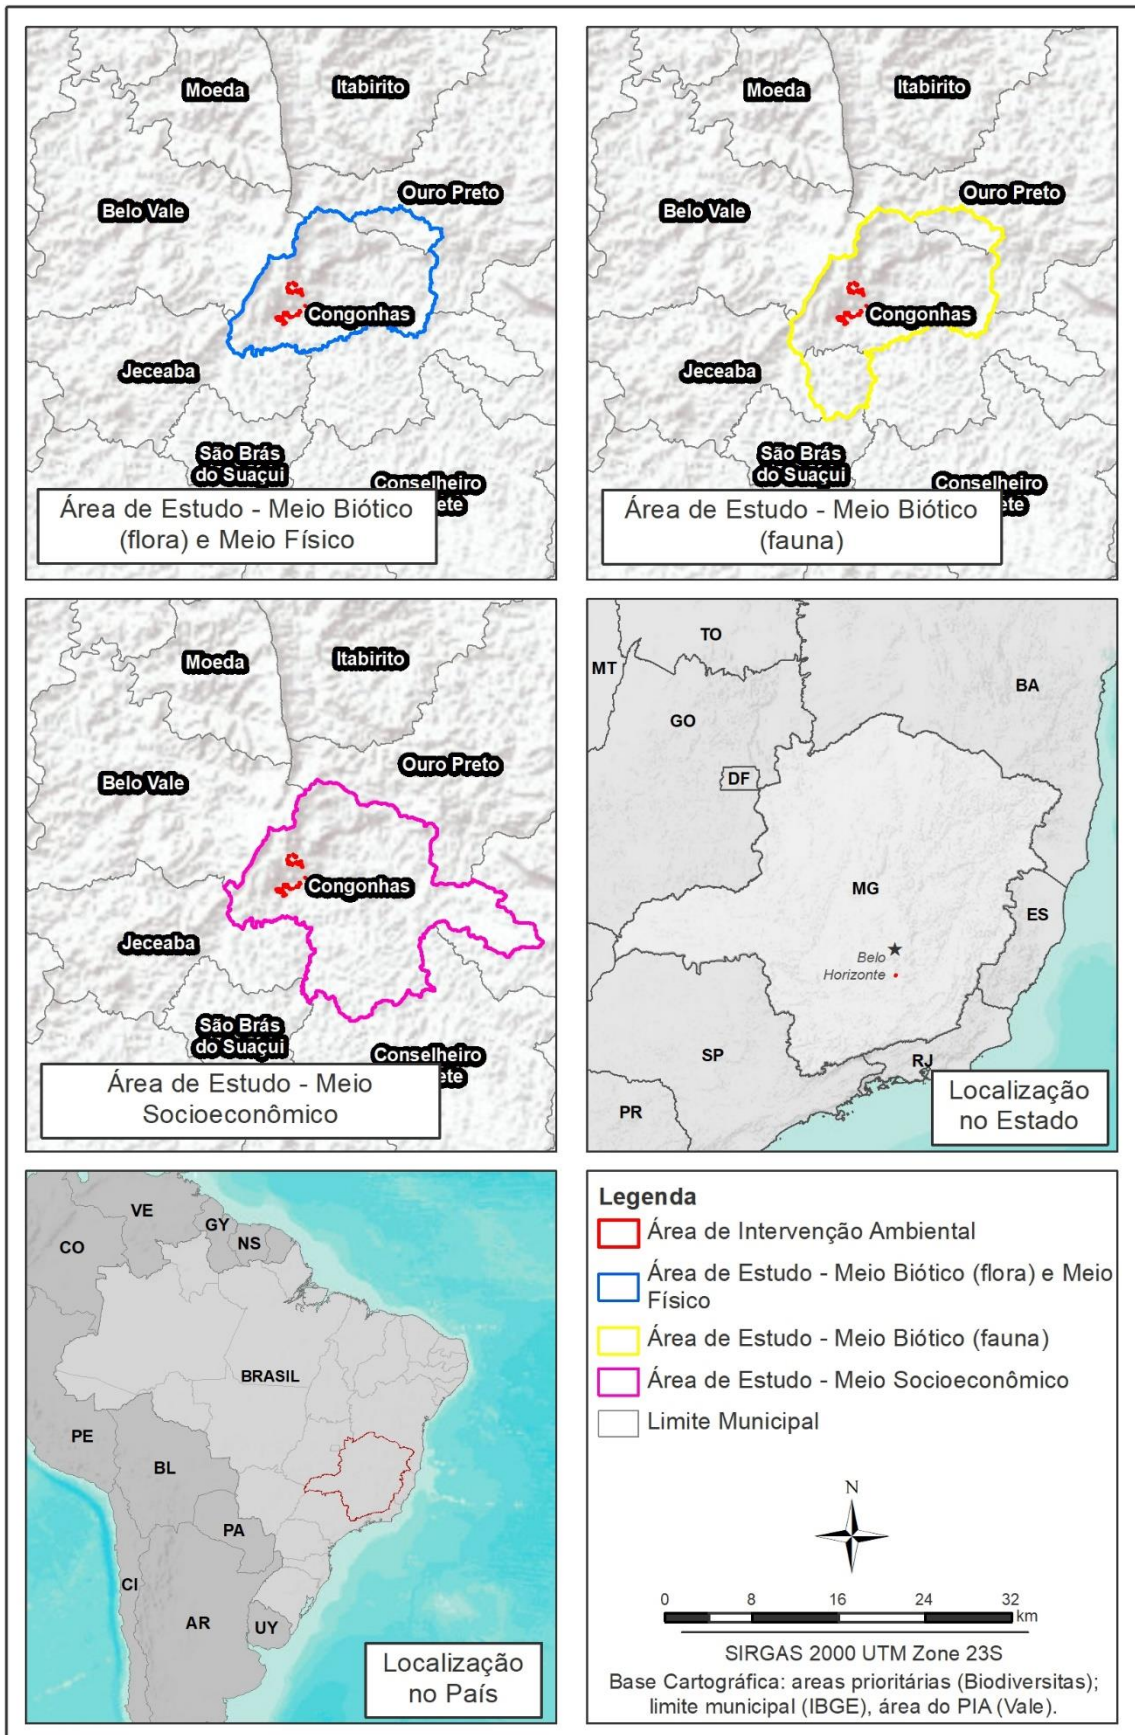 Moeda
Itabirito
Ouro Preto
Belo Vale
Congonhas
Jeceaba
São Brás
do Suaçui
Conselheiro
ete
Área de Estudo - Meio Biótico
(flora) e Meio Físico
Moeda
Itabirito
Ouro Preto
Belo Vale
Congonhas
Jeceaba
São Brás
do Suaçui
Conselheiro
ete
Área de Estudo - Meio Biótico
(fauna)
Moeda
Itabirito
Ouro Preto
Belo Vale
Congonhas
Jeceaba
São Brás
do Suaçui
Conselheiro
ete
Área de Estudo - Meio
Socioeconômico
TO
MT
BA
GO
DF
MG
ES
Belo
Horizonte
SP
RJ
PR
Localização
no Estado
VE
GY
NS
CO
BRASIL
PE
BL
PA
CI
AR
UY
Localização
no País
Legenda
Área de Intervenção Ambiental
Área de Estudo - Meio Biótico (flora) e Meio
Físico
Área de Estudo - Meio Biótico (fauna)
Área de Estudo - Meio Socioeconômico
Limite Municipal
N
0 8 16 24 32
km
SIRGAS 2000 UTM Zone 23S
Base Cartográfica: areas prioritárias (Biodiversitas);
limite municipal (IBGE), área do PIA (Vale).